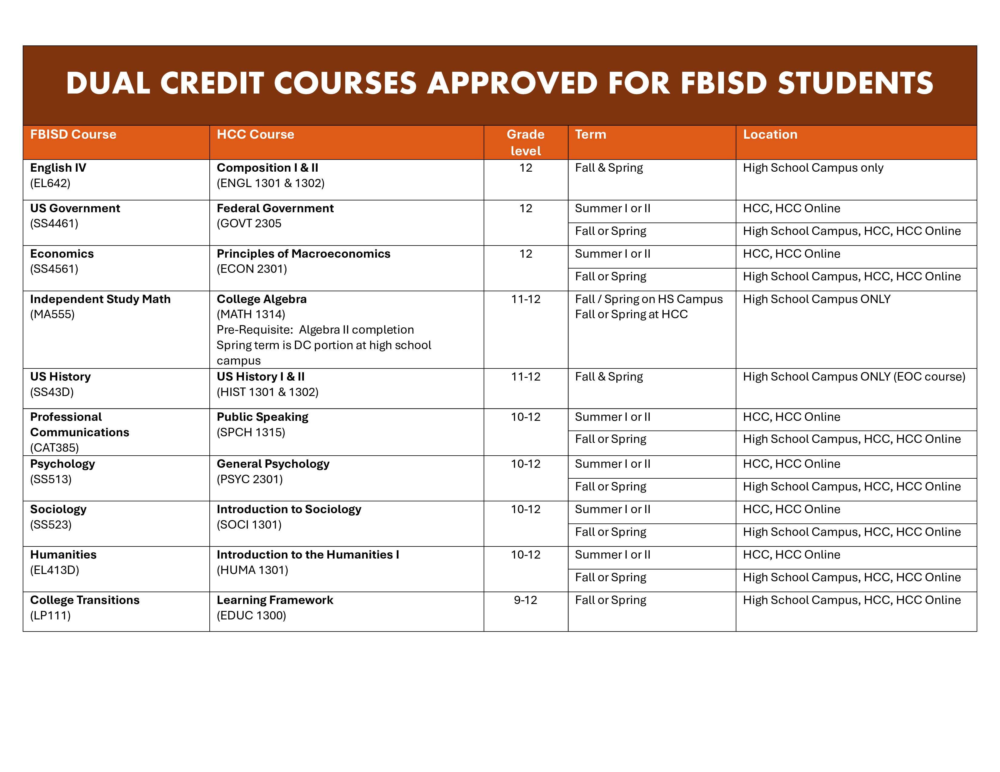 DUAL CREDIT COURSES APPROVED FOR FBISD STUDENTS
FBISD Course
HCC Course
Grade
level
Term
Location
English IV
(EL642)
Composition I & II
(ENGL 1301 & 1302)
12
Fall & Spring
High School Campus only
US Government
(SS4461)
Federal Government
(GOVT 2305
12
Summer I or II
HCC, HCC Online
Fall or Spring
High School Campus, HCC, HCC Online
Economics
(SS4561)
Principles of Macroeconomics
(ECON 2301)
12
Summer I or II
HCC, HCC Online
Fall or Spring
High School Campus, HCC, HCC Online
Independent Study Math
(MA555)
College Algebra
(MATH 1314)
Pre-Requisite:  Algebra II completion
Spring term is DC portion at high school
campus
11-12
Fall / Spring on HS Campus
Fall or Spring at HCC
High School Campus ONLY
US History
(SS43D)
US History I & II
(HIST 1301 & 1302)
11-12
Fall & Spring
High School Campus ONLY (EOC course)
Professional
Communications
(CAT385)
Public Speaking
(SPCH 1315)
10-12
Summer I or II
HCC, HCC Online
Fall or Spring
High School Campus, HCC, HCC Online
Psychology
(SS513)
General Psychology
(PSYC 2301)
10-12
Summer I or II
HCC, HCC Online
Fall or Spring
High School Campus, HCC, HCC Online
Sociology
(SS523)
Introduction to Sociology
(SOCI 1301)
10-12
Summer I or II
HCC, HCC Online
Fall or Spring
High School Campus, HCC, HCC Online
Humanities
(EL413D)
Introduction to the Humanities I
(HUMA 1301)
10-12
Summer I or II
HCC, HCC Online
Fall or Spring
High School Campus, HCC, HCC Online
College Transitions
(LP111)
Learning Framework
(EDUC 1300)
9-12
Fall or Spring
High School Campus, HCC, HCC Online